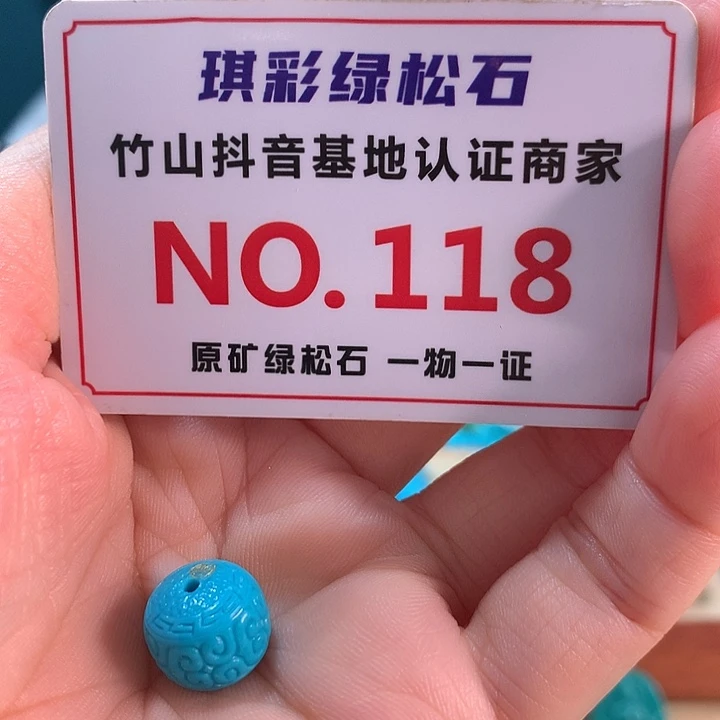 琪彩绿松石
竹山抖音基地认证商家
NO.118
原矿绿松石 一物一证